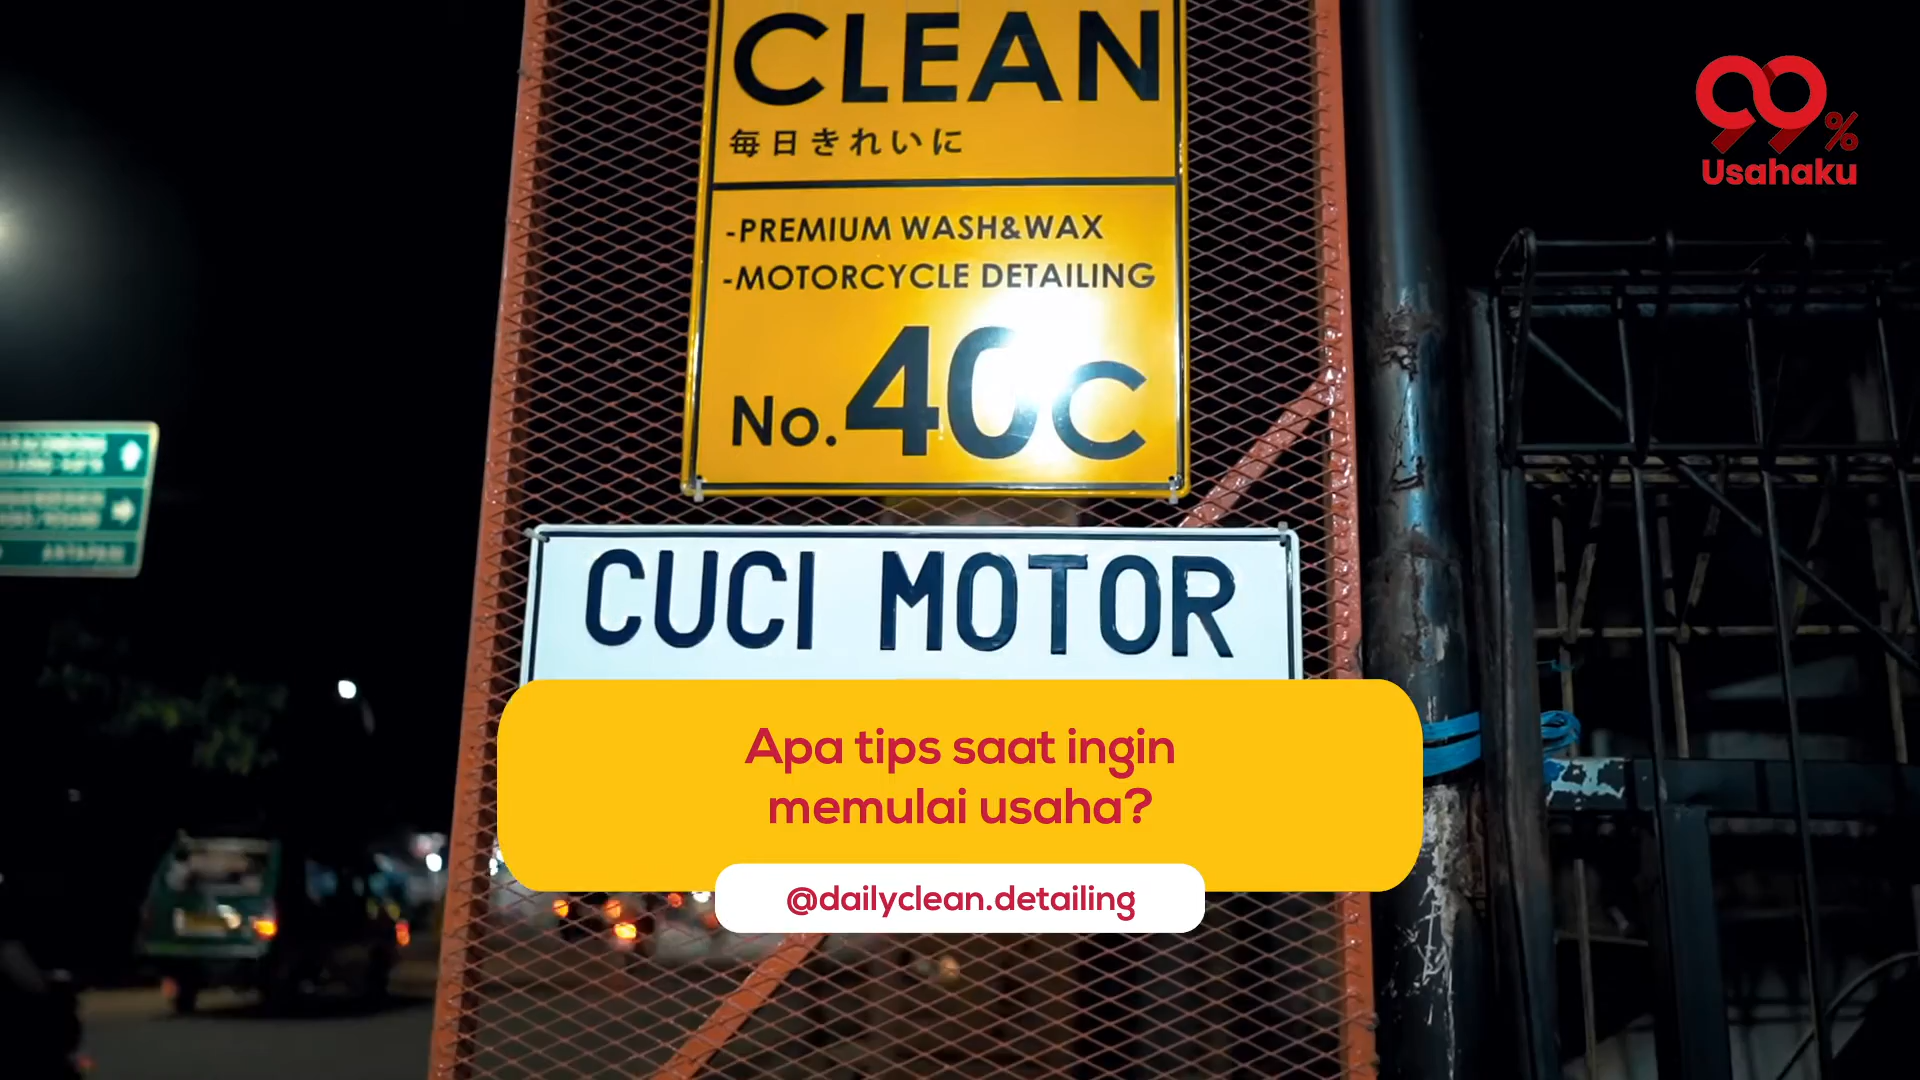 CLEAN
毎日きれいに
-PREMIUM WASH&WAX
-MOTORCYCLE DETAILING
No.40C
CUCI MOTOR
Apa tips saat ingin
memulai usaha?
@dailyclean.detailing
99%
Usahaku
ANTAPANI